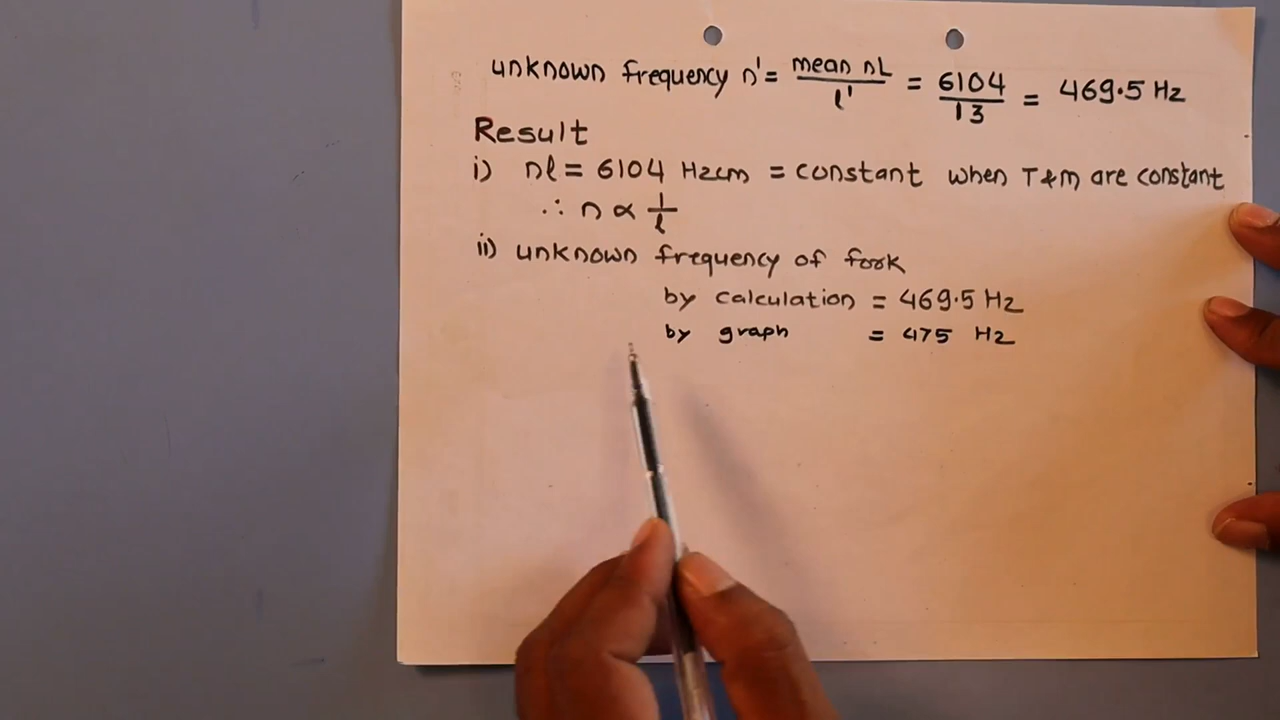 unknown frequency n' = mean nL / l' = 6104 / 13 = 469.5 Hz
Result
i) nl = 6104 Hzcm = constant when T & m are constant
∴ n ∝ 1/l
ii) unknown frequency of fork
by calculation = 469.5 Hz
by graph = 475 Hz